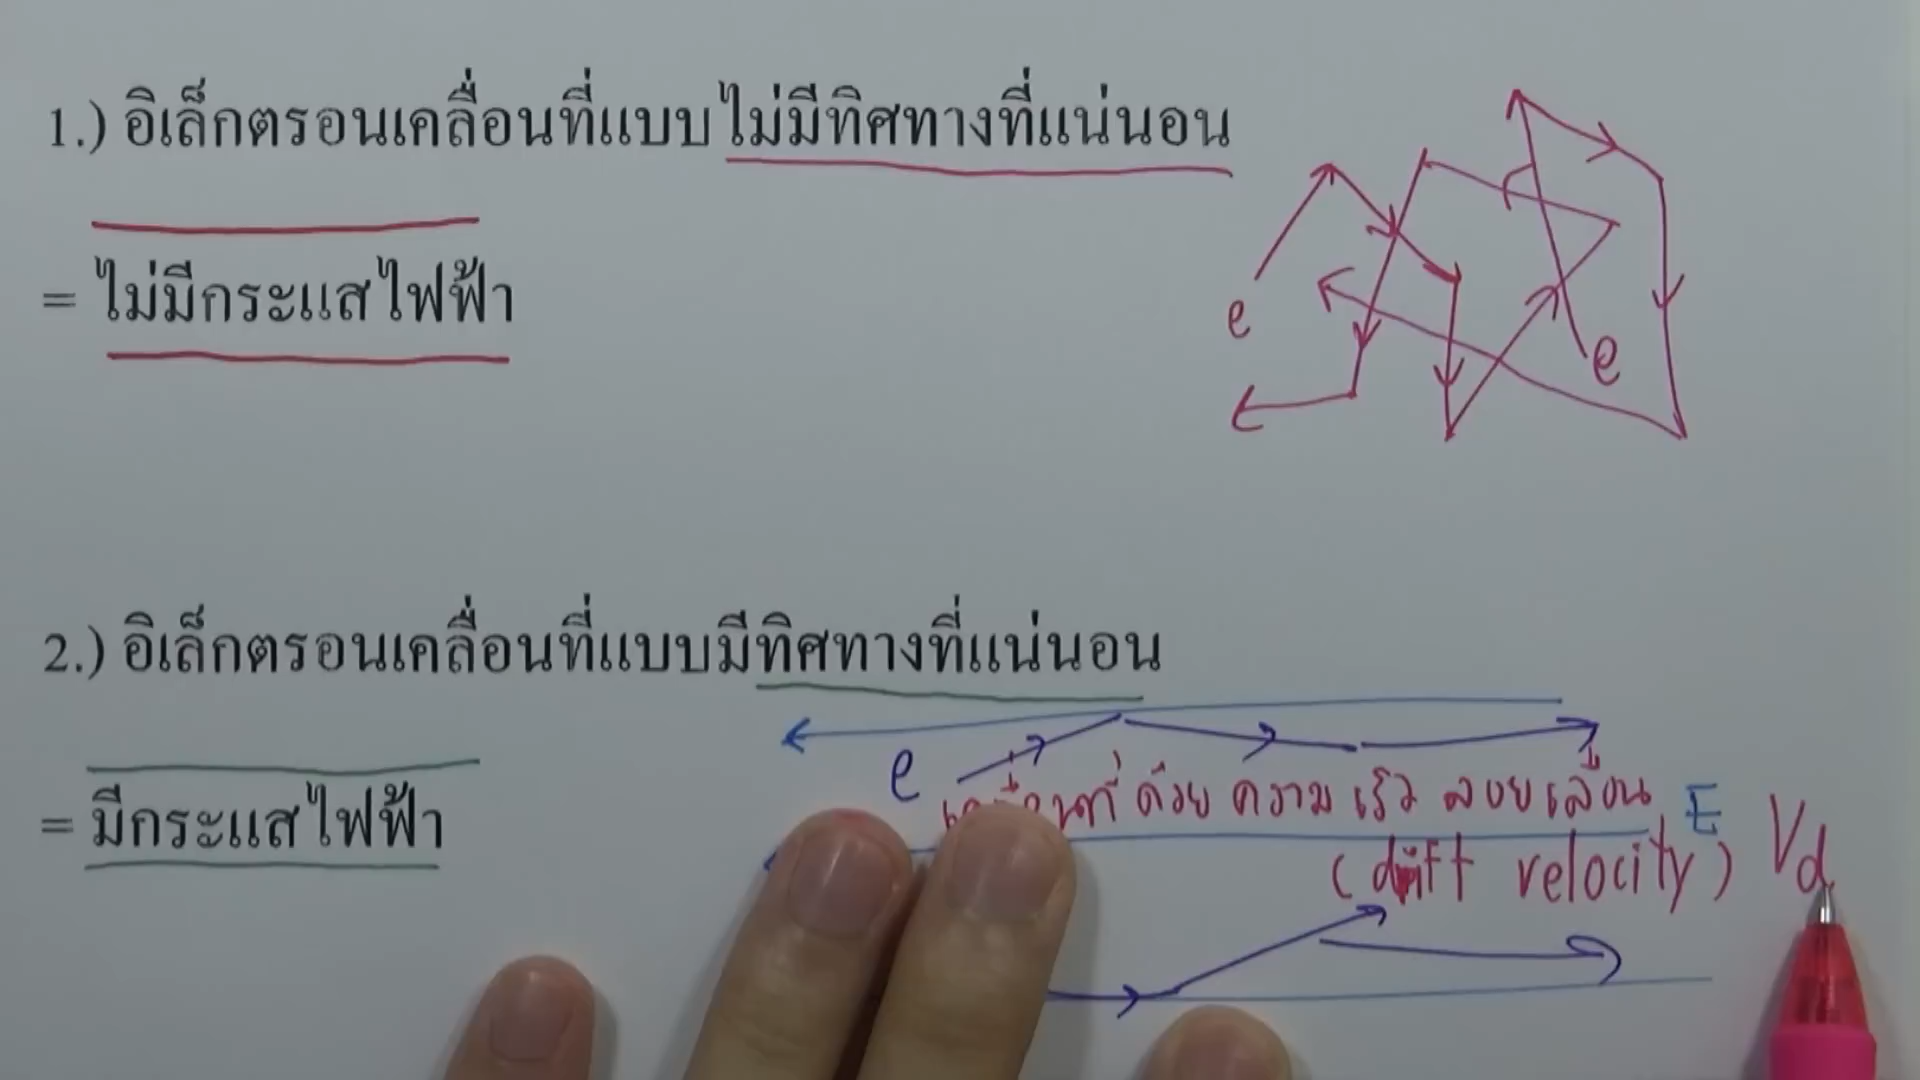 1.) อิเล็กตรอนเคลื่อนที่แบบไม่มีทิศทางที่แน่นอน
= ไม่มีกระแสไฟฟ้า
e
e
2.) อิเล็กตรอนเคลื่อนที่แบบมีทิศทางที่แน่นอน
= มีกระแสไฟฟ้า
e
ด้วย ความ เร็ว ลอยเลื่อน E
(drift velocity) Vd